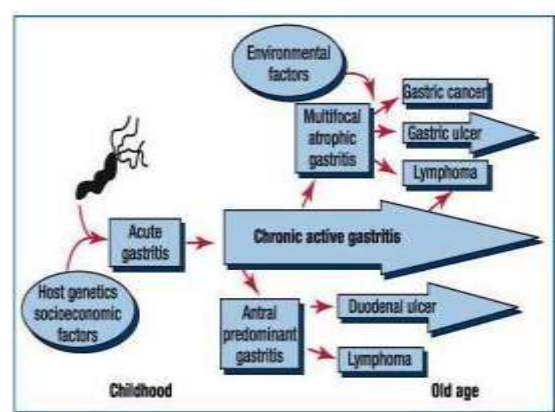 Environmental
factors
Gastric cancer
Multifocal
atrophic
gastritis
Gastric ulcer
Lymphoma
Acute
gastritis
Chronic active gastritis
Host genetics
socioeconomic
factors
Antral
predominant
gastritis
Duodenal ulcer
Lymphoma
Childhood
Old age